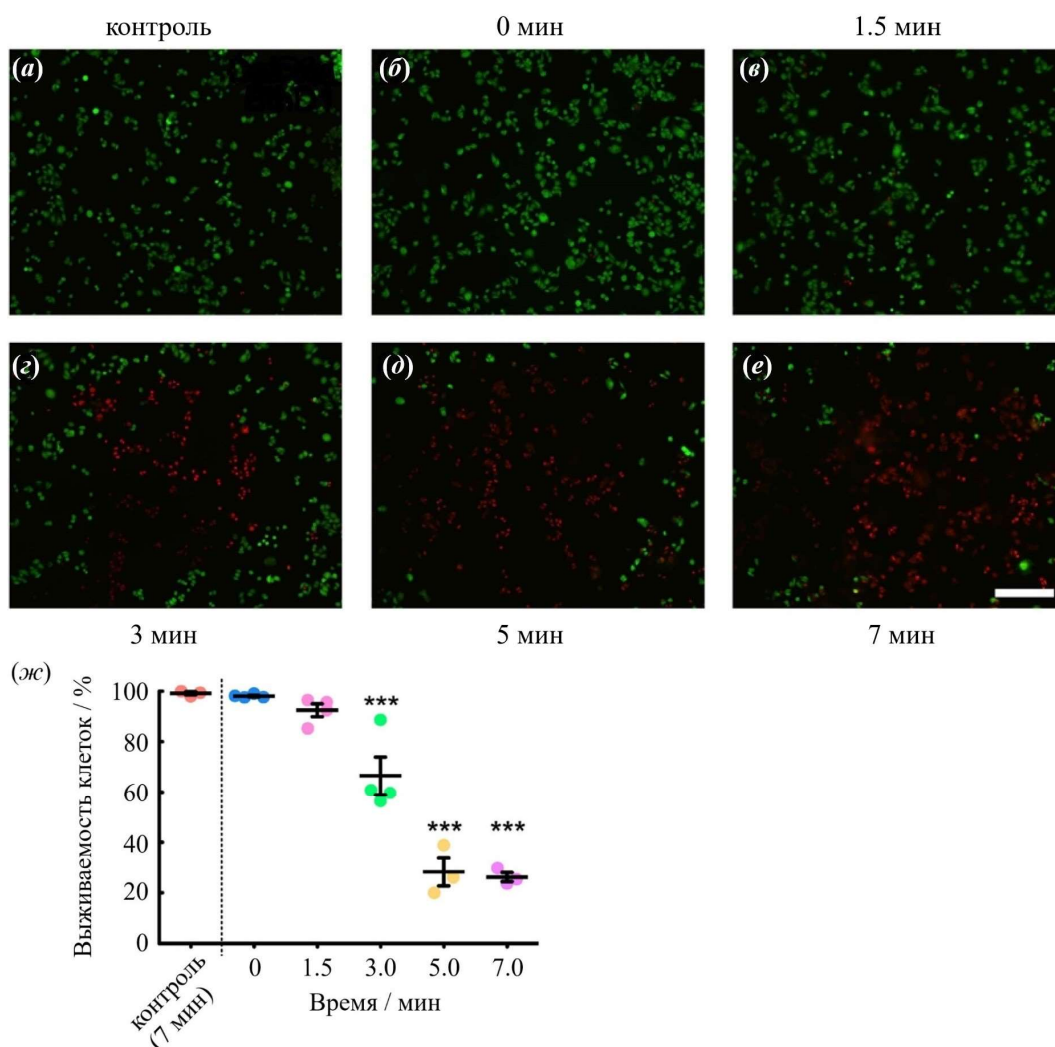 контроль 0 мин 1.5 мин
(а) (б) (в)
(г) (д) (е)
3 мин 5 мин 7 мин
(ж)
Выживаемость клеток / %
100
80
60
40
20
0
***
*** ***
контроль
(7 мин)
0 1.5 3.0 5.0 7.0
Время / мин